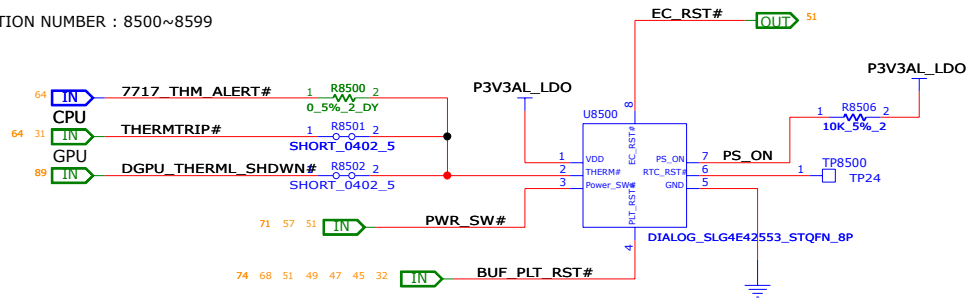 TION NUMBER : 8500~8599
EC_RST#
OUT 51
P3V3AL_LDO
P3V3AL_LDO
64 IN 7717_THM_ALERT# 1 R8500 2
0_5%_2_DY
CPU
64 31 IN THERMTRIP# 1 R8501 2
SHORT_0402_5
GPU
89 IN DGPU_THERML_SHDWN# R8502 2
SHORT_0402_5
U8500
8
EC_RST#
1 VDD
2 THERM#
3 Power_SW#
PS_ON 7
RTC_RST# 6
GND 5
PLT_RST#
4
PS_ON
1 R8506 2
10K_5%_2
1 TP8500
TP24
DIALOG_SLG4E42553_STQFN_8P
71 57 51 IN PWR_SW#
74 68 51 49 47 45 32 IN BUF_PLT_RST#